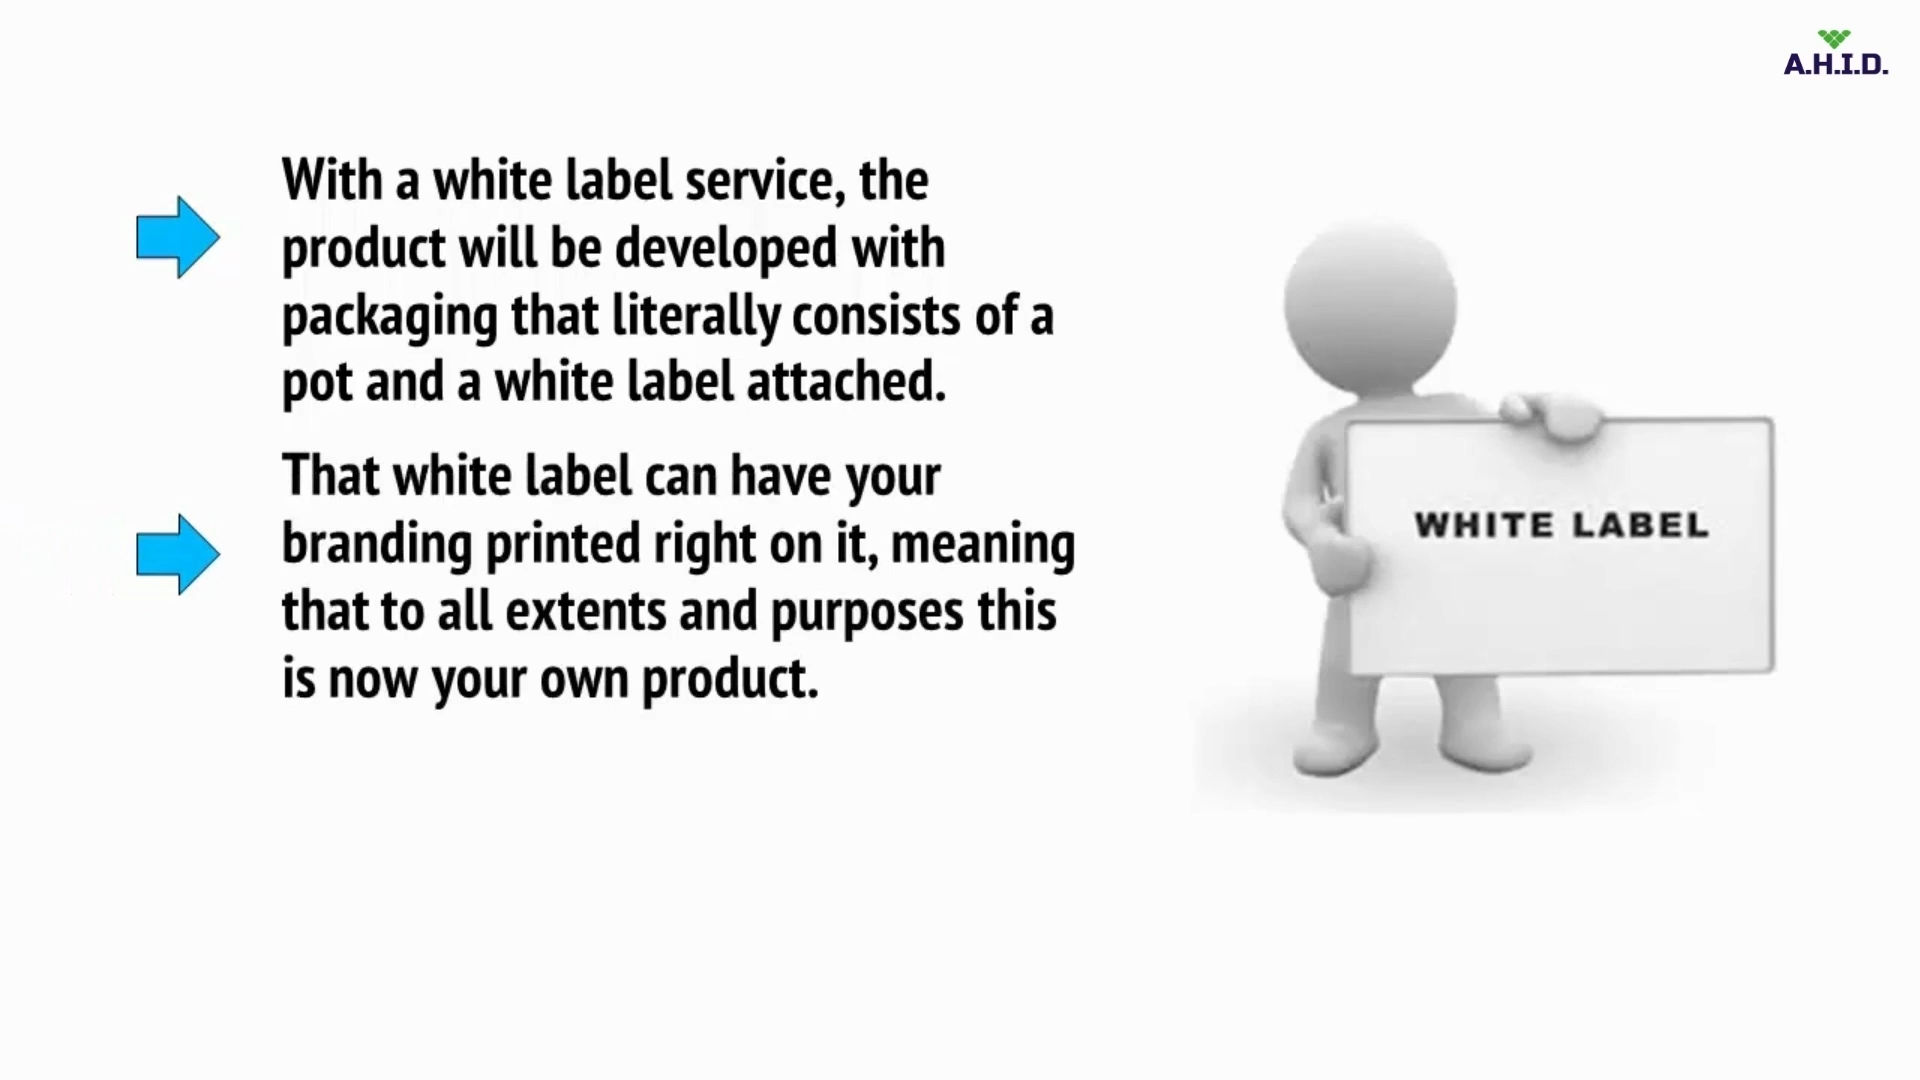 A.H.I.D.
With a white label service, the
product will be developed with
packaging that literally consists of a
pot and a white label attached.
That white label can have your
branding printed right on it, meaning
that to all extents and purposes this
is now your own product.
WHITE LABEL